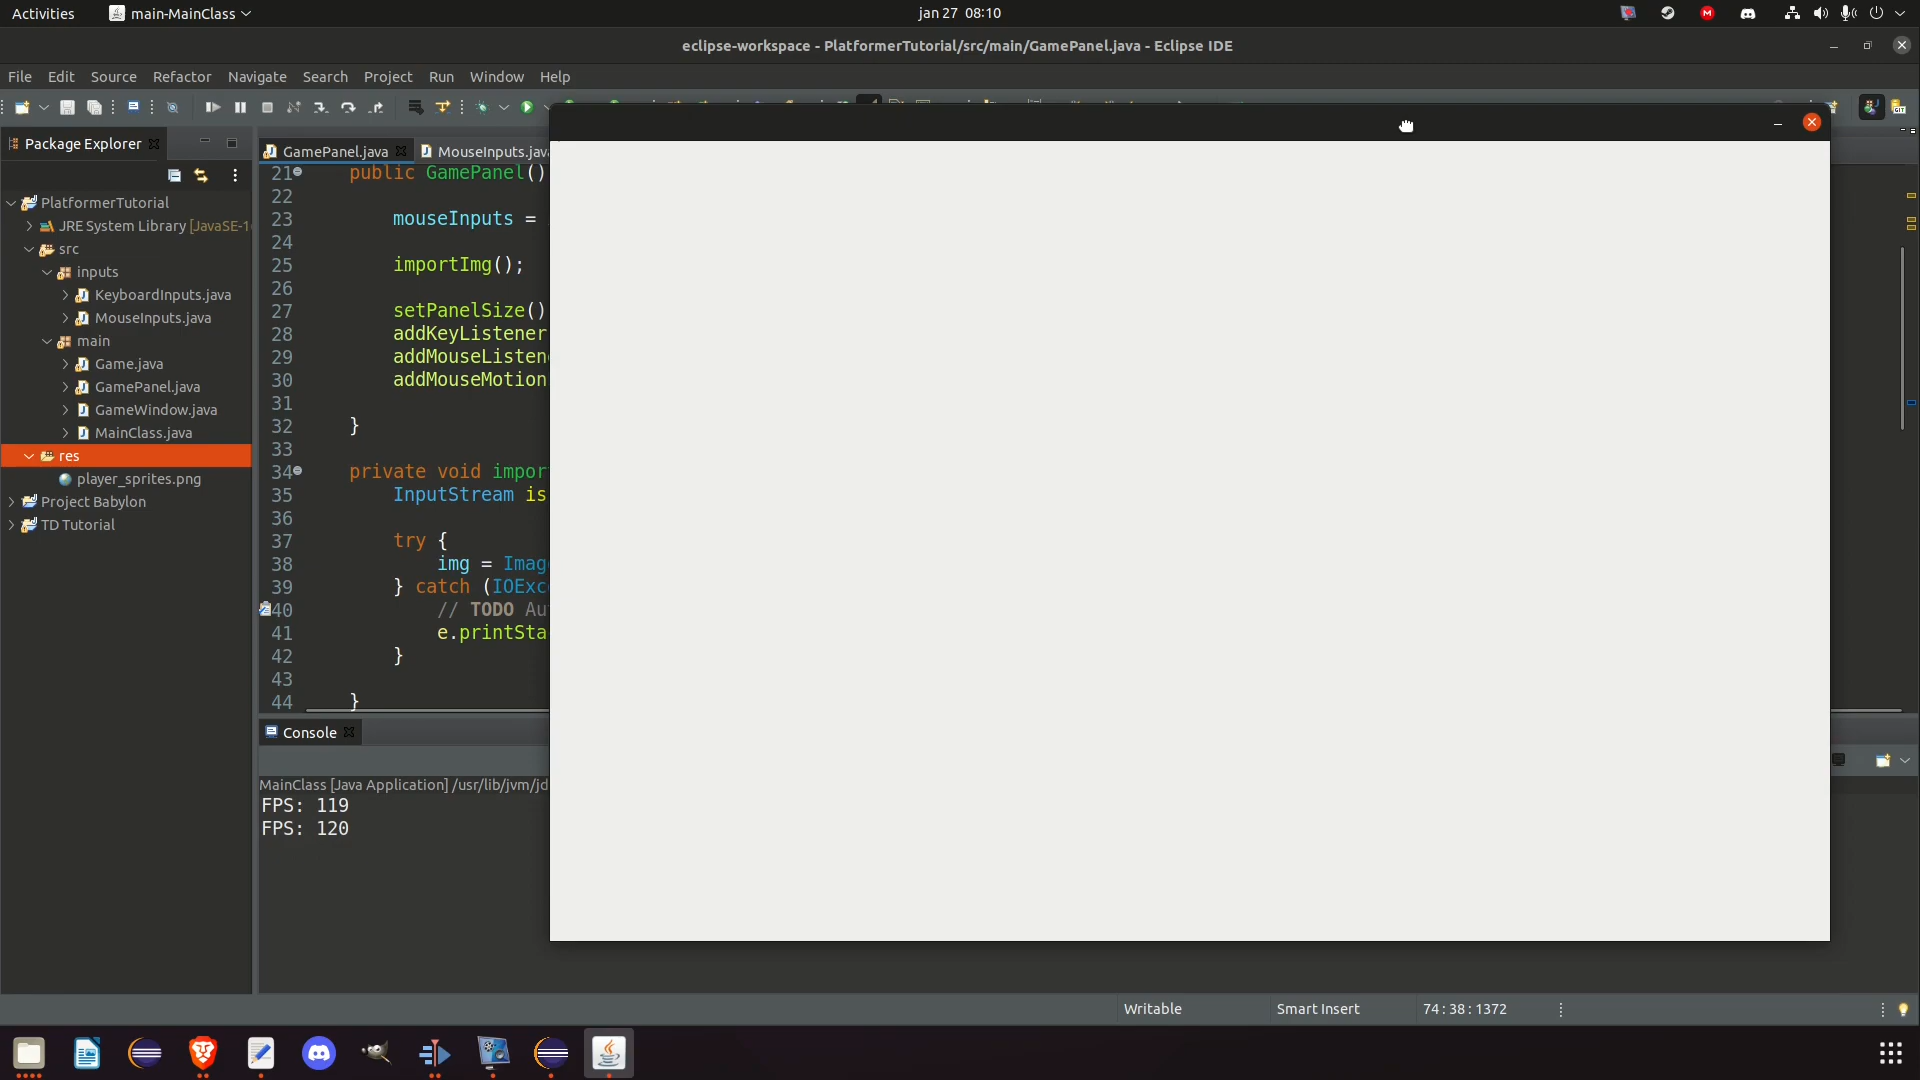 Activities
main-MainClass
jan 27 08:10
eclipse-workspace - PlatformerTutorial/src/main/GamePanel.java - Eclipse IDE
File Edit Source Refactor Navigate Search Project Run Window Help
Package Explorer
PlatformerTutorial
JRE System Library [JavaSE-1
src
inputs
KeyboardInputs.java
MouseInputs.java
main
Game.java
GamePanel.java
GameWindow.java
MainClass.java
res
player_sprites.png
Project Babylon
TD Tutorial
GamePanel.java
MouseInputs.java
21 public GamePanel()
22
23 mouseInputs =
24
25 importImg();
26
27 setPanelSize()
28 addKeyListener
29 addMouseListen
30 addMouseMotion
31
32 }
33
34 private void impor
35 InputStream is
36
37 try {
38 img = Imag
39 } catch (IOExc
40 // TODO Au
41 e.printSta
42 }
43
44 }
Console
MainClass [Java Application] /usr/lib/jvm/jd
FPS: 119
FPS: 120
Writable
Smart Insert
74 : 38 : 1372